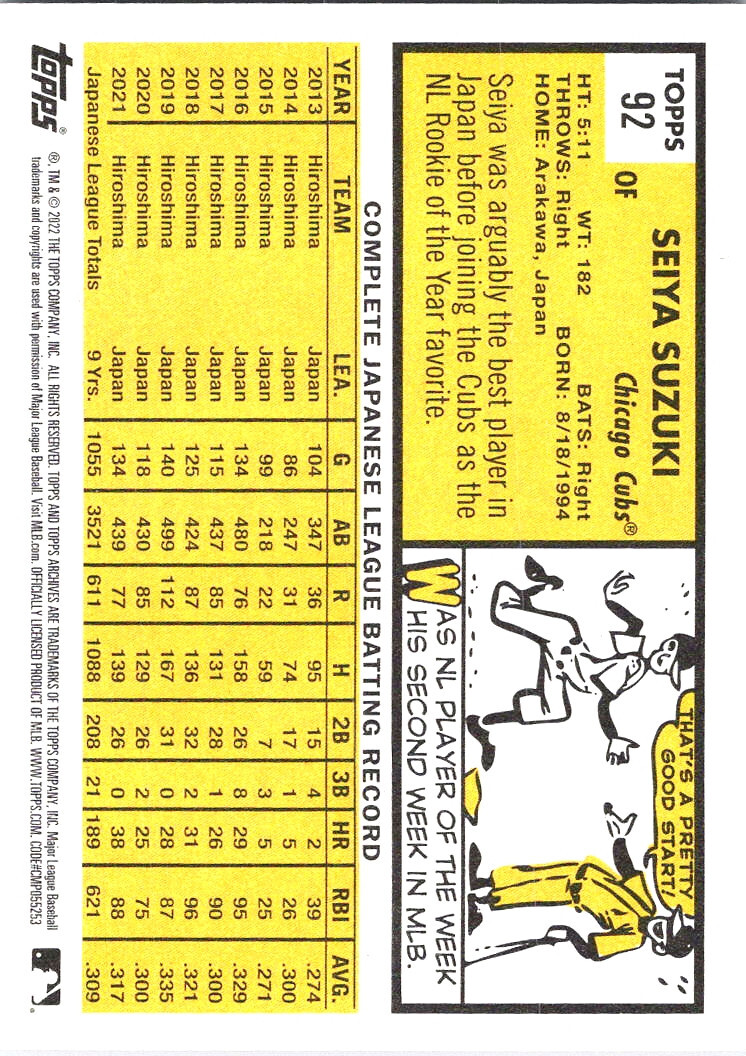 TOPPS
92
OF
SEIYA SUZUKI
Chicago Cubs®
HT: 5:11 WT: 182 BATS: Right
THROWS: Right BORN: 8/18/1994
HOME: Arakawa, Japan
Seiya was arguably the best player in
Japan before joining the Cubs as the
NL Rookie of the Year favorite.
THAT'S A PRETTY
GOOD START!
WAS NL PLAYER OF THE WEEK
HIS SECOND WEEK IN MLB.
COMPLETE JAPANESE LEAGUE BATTING RECORD
YEAR TEAM LEA. G AB R H 2B 3B HR RBI AVG.
2013 Hiroshima Japan 104 347 36 95 15 4 2 39 .274
2014 Hiroshima Japan 86 247 31 74 17 1 5 26 .300
2015 Hiroshima Japan 99 218 22 59 7 3 5 25 .271
2016 Hiroshima Japan 134 480 76 158 26 8 29 95 .329
2017 Hiroshima Japan 115 437 85 131 28 1 26 90 .300
2018 Hiroshima Japan 125 424 87 136 32 2 31 96 .321
2019 Hiroshima Japan 140 499 112 167 31 0 28 87 .335
2020 Hiroshima Japan 118 430 85 129 26 2 25 75 .300
2021 Hiroshima Japan 134 439 77 139 26 0 38 88 .317
Japanese League Totals 9 Yrs. 1055 3521 611 1088 208 21 189 621 .309
topps®
®, TM & © 2022 THE TOPPS COMPANY, INC. ALL RIGHTS RESERVED. TOPPS AND TOPPS ARCHIVES ARE TRADEMARKS OF THE TOPPS COMPANY, INC. Major League Baseball
trademarks and copyrights are used with permission of Major League Baseball. Visit MLB.com. OFFICIALLY LICENSED PRODUCT OF MLB. WWW.TOPPS.COM. CODE#CMP055253